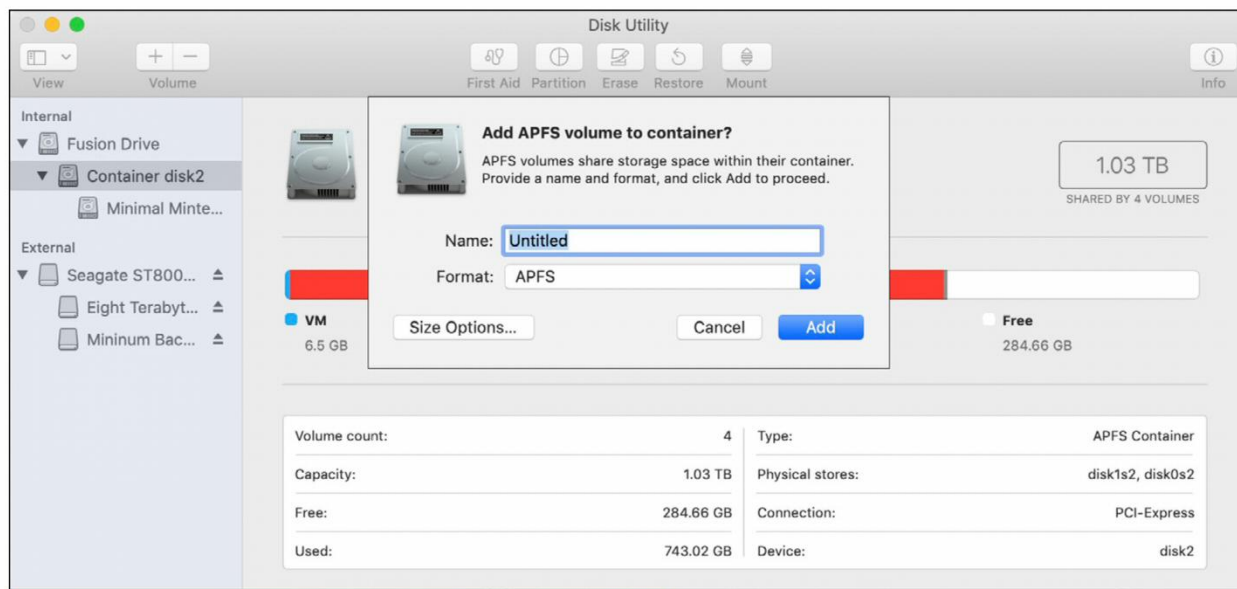 Disk Utility
View
Volume
First Aid Partition Erase Restore Mount
Info
Internal
Fusion Drive
Container disk2
Minimal Minte...
External
Seagate ST800...
Eight Terabyt...
Mininum Bac...
Add APFS volume to container?
APFS volumes share storage space within their container.
Provide a name and format, and click Add to proceed.
Name: Untitled
Format: APFS
Size Options... Cancel Add
1.03 TB
SHARED BY 4 VOLUMES
VM
6.5 GB
Free
284.66 GB
Volume count: 4 Type: APFS Container
Capacity: 1.03 TB Physical stores: disk1s2, disk0s2
Free: 284.66 GB Connection: PCI-Express
Used: 743.02 GB Device: disk2